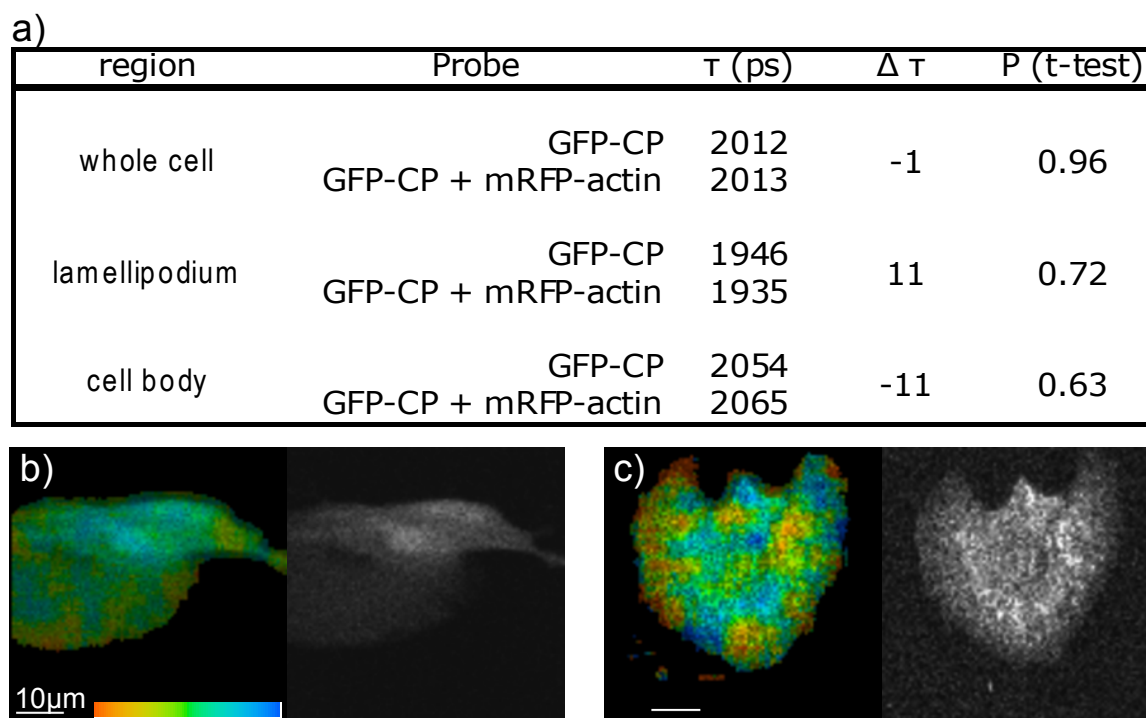 a)
region Probe τ (ps) Δ τ P (t-test)
GFP-CP 2012
whole cell -1 0.96
GFP-CP + mRFP-actin 2013
GFP-CP 1946
lamellipodium 11 0.72
GFP-CP + mRFP-actin 1935
GFP-CP 2054
cell body -11 0.63
GFP-CP + mRFP-actin 2065
b) c)
10µm